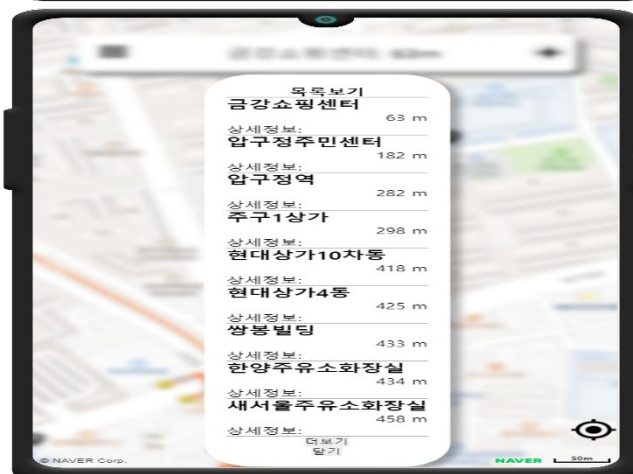 목록보기
금강쇼핑센터
63 m
상세정보:
압구정주민센터
182 m
상세정보:
압구정역
282 m
상세정보:
주구1상가
298 m
상세정보:
현대상가10차동
418 m
상세정보:
현대상가4동
425 m
상세정보:
쌍봉빌딩
433 m
상세정보:
한양주유소화장실
434 m
상세정보:
새서울주유소화장실
458 m
상세정보:
더보기
닫기
© NAVER Corp.
NAVER 50m